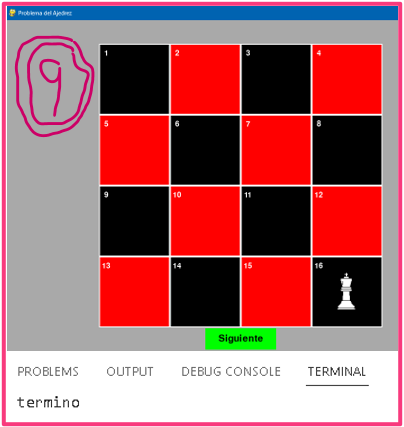 Problema del Ajedrez
9
1 2 3 4
5 6 7 8
9 10 11 12
13 14 15 16
Siguiente
PROBLEMS OUTPUT DEBUG CONSOLE TERMINAL
termino